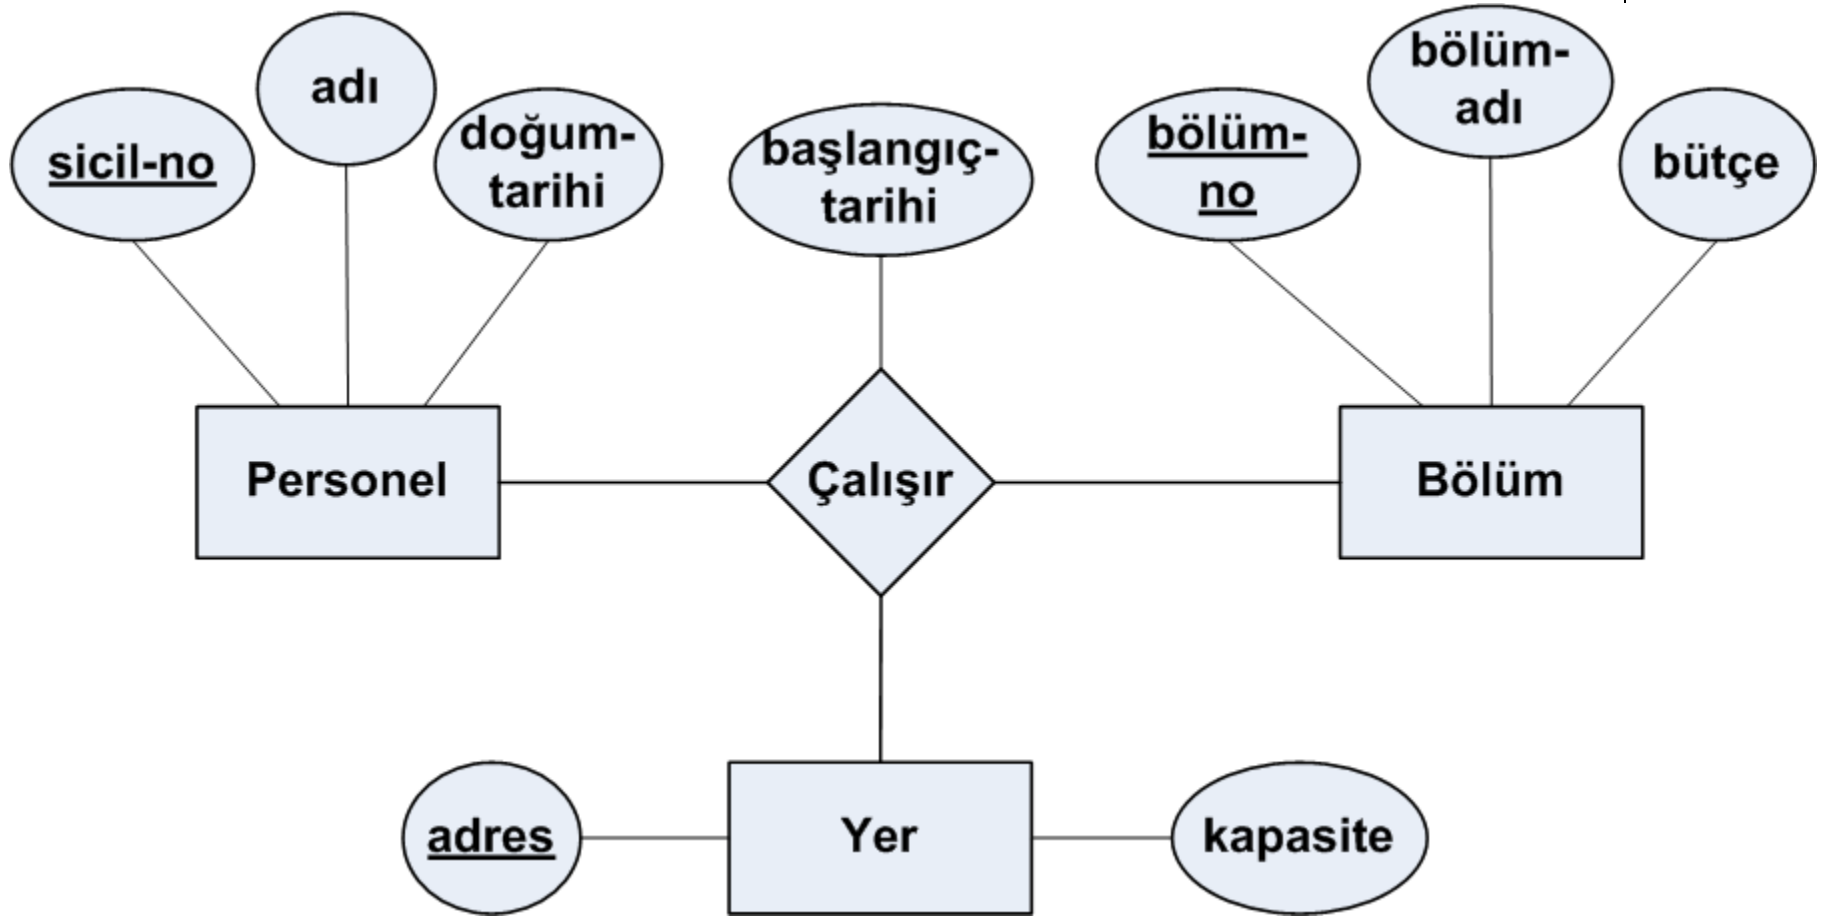 sicil-no
adı
doğum-
tarihi
başlangıç-
tarihi
bölüm-
no
bölüm-
adı
bütçe
Personel
Çalışır
Bölüm
adres
Yer
kapasite